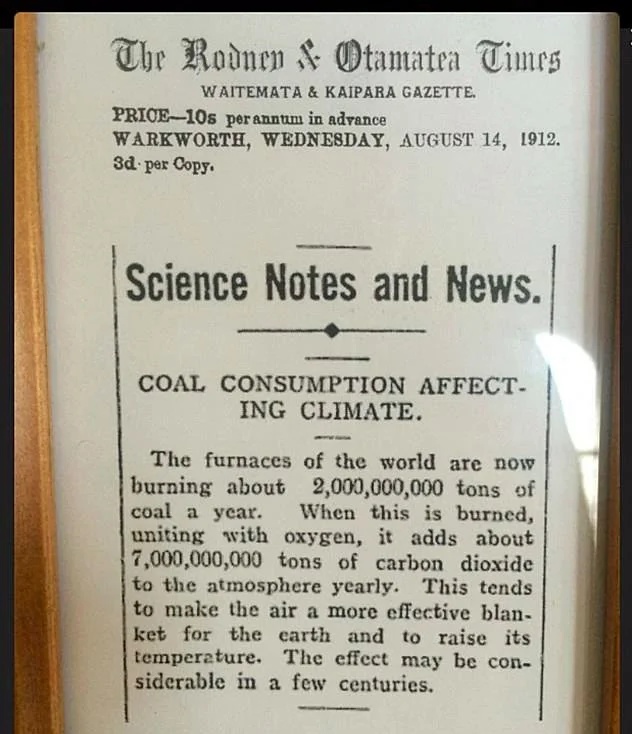 The Rodney & Otamatea Times
WAITEMATA & KAIPARA GAZETTE.
PRICE—10s per annum in advance
WARKWORTH, WEDNESDAY, AUGUST 14, 1912.
3d· per Copy.
Science Notes and News.
COAL CONSUMPTION AFFECT-
ING CLIMATE.
The furnaces of the world are now
burning about 2,000,000,000 tons of
coal a year. When this is burned,
uniting with oxygen, it adds about
7,000,000,000 tons of carbon dioxide
to the atmosphere yearly. This tends
to make the air a more effective blan-
ket for the earth and to raise its
temperature. The effect may be con-
siderable in a few centuries.